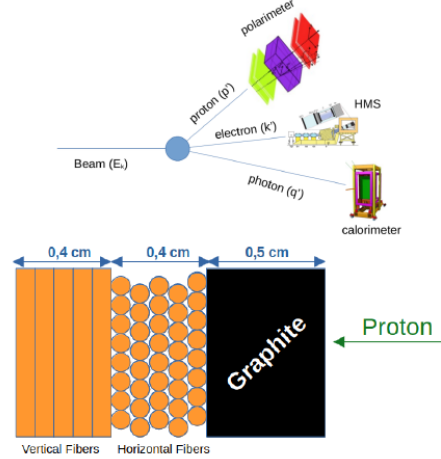 polarimeter
proton (p')
HMS
electron (k')
Beam (Eₖ)
photon (q')
calorimeter
0,4 cm
0,4 cm
0,5 cm
Graphite
Proton
Vertical Fibers
Horizontal Fibers